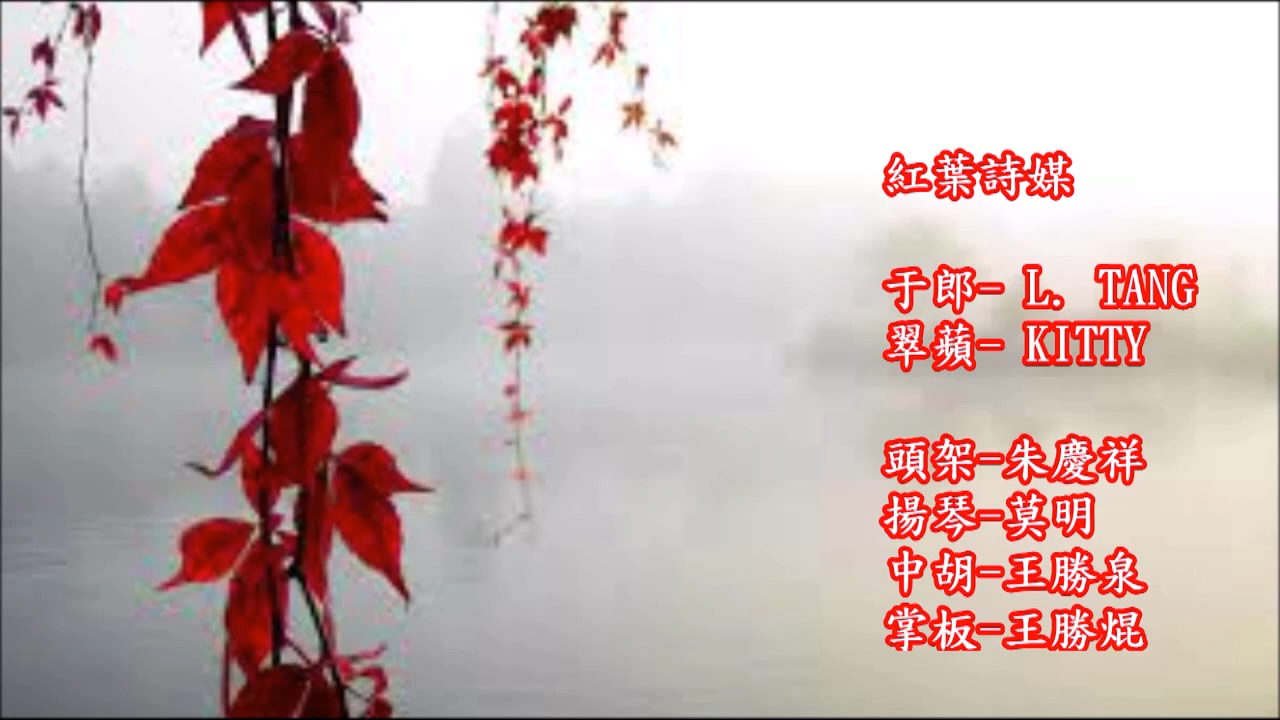 紅葉詩媒
于郎- L. TANG
翠蘋- KITTY
頭架-朱慶祥
揚琴-莫明
中胡-王勝泉
掌板-王勝焜